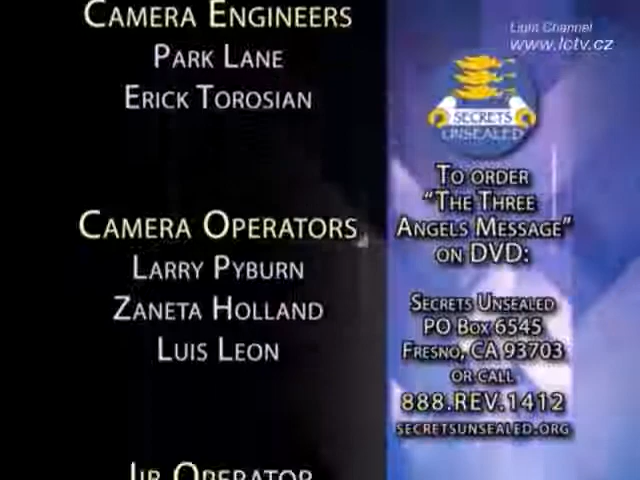 Camera Engineers
Park Lane
Erick Torosian
Camera Operators
Larry Pyburn
Zaneta Holland
Luis Leon
Jib Operator
Light Channel
www.lctv.cz
SECRETS
UNSEALED
To order
“The Three
Angels Message”
on DVD:
Secrets Unsealed
PO Box 6545
Fresno, CA 93703
or call
888.REV.1412
secretsunsealed.org